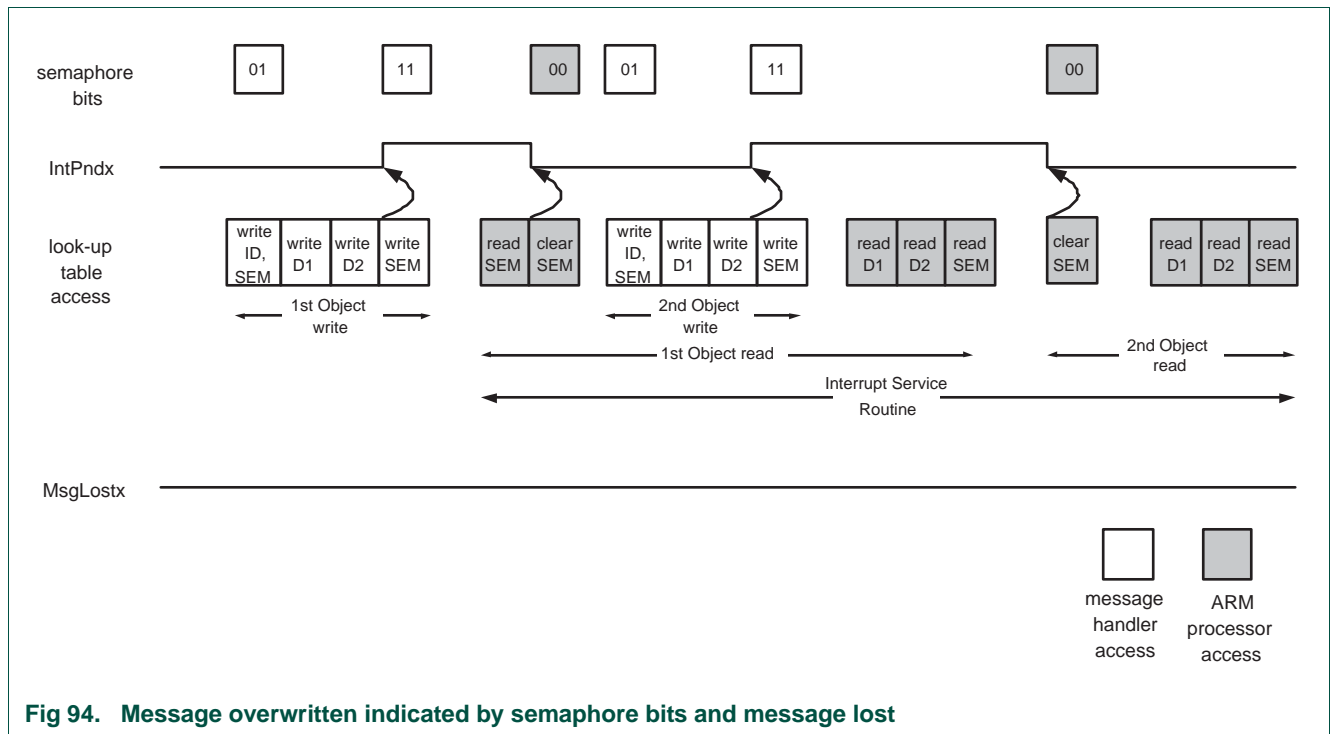 semaphore
bits
01
11
00
01
11
00
IntPndx
look-up
table
access
write
ID,
SEM
write
D1
write
D2
write
SEM
read
SEM
clear
SEM
write
ID,
SEM
write
D1
write
D2
write
SEM
read
D1
read
D2
read
SEM
clear
SEM
read
D1
read
D2
read
SEM
1st Object
write
2nd Object
write
1st Object read
2nd Object
read
Interrupt Service
Routine
MsgLostx
message
handler
access
ARM
processor
access
Fig 94. Message overwritten indicated by semaphore bits and message lost